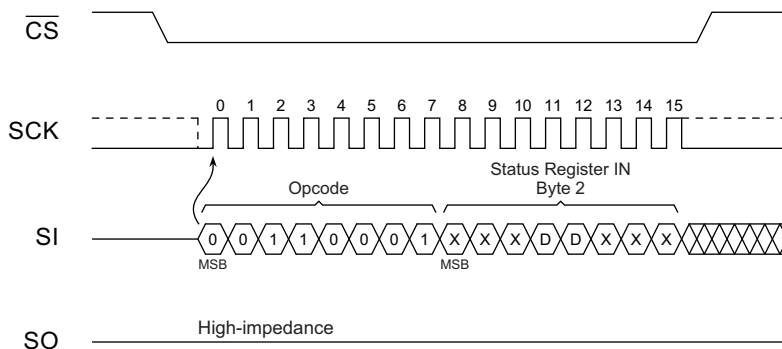 CS
0 1 2 3 4 5 6 7 8 9 10 11 12 13 14 15
SCK
Status Register IN
Opcode Byte 2
SI 0 0 1 1 0 0 0 1 X X X D D X X X
MSB MSB
High-impedance
SO